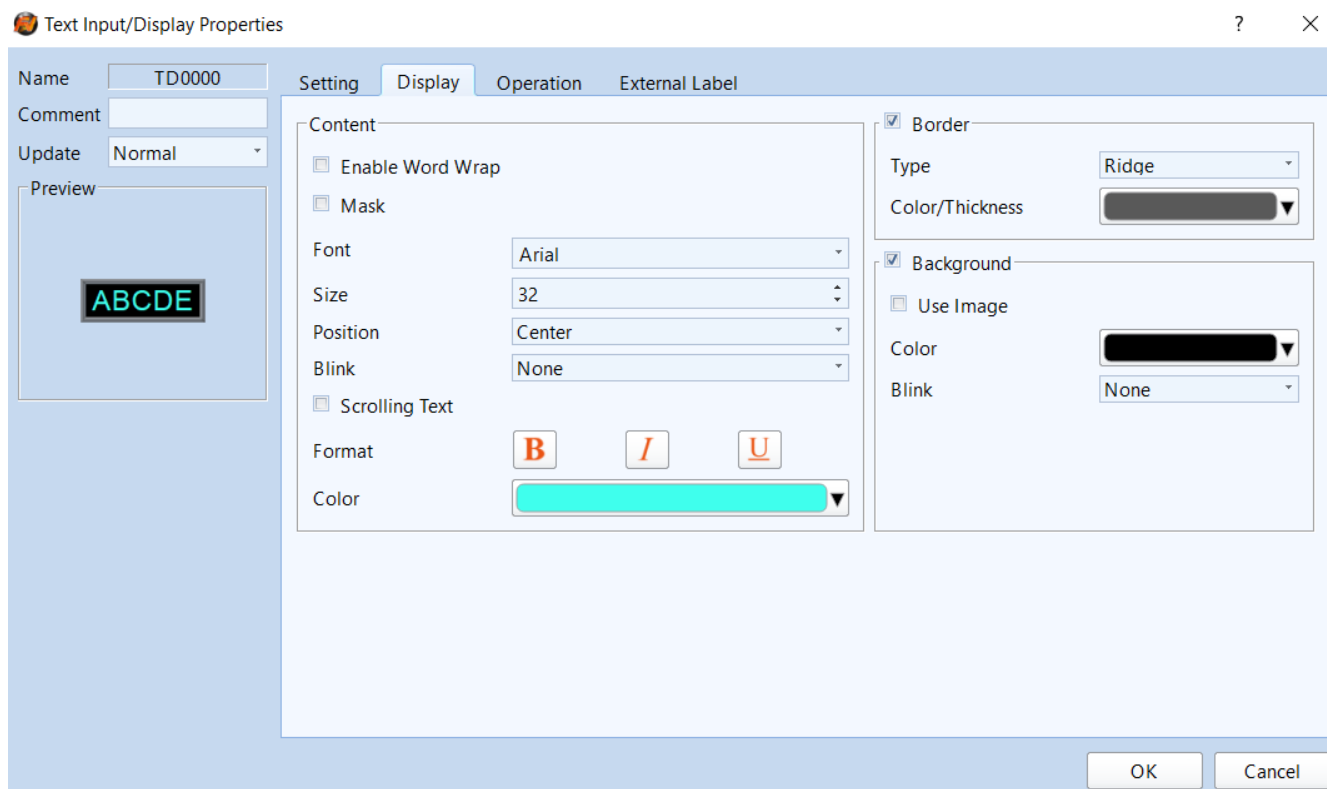 Text Input/Display Properties
?
Name TD0000
Comment
Update Normal
Preview
ABCDE
Setting Display Operation External Label
Content
Enable Word Wrap
Mask
Font Arial
Size 32
Position Center
Blink None
Scrolling Text
Format B I U
Color
Border
Type Ridge
Color/Thickness
Background
Use Image
Color
Blink None
OK Cancel